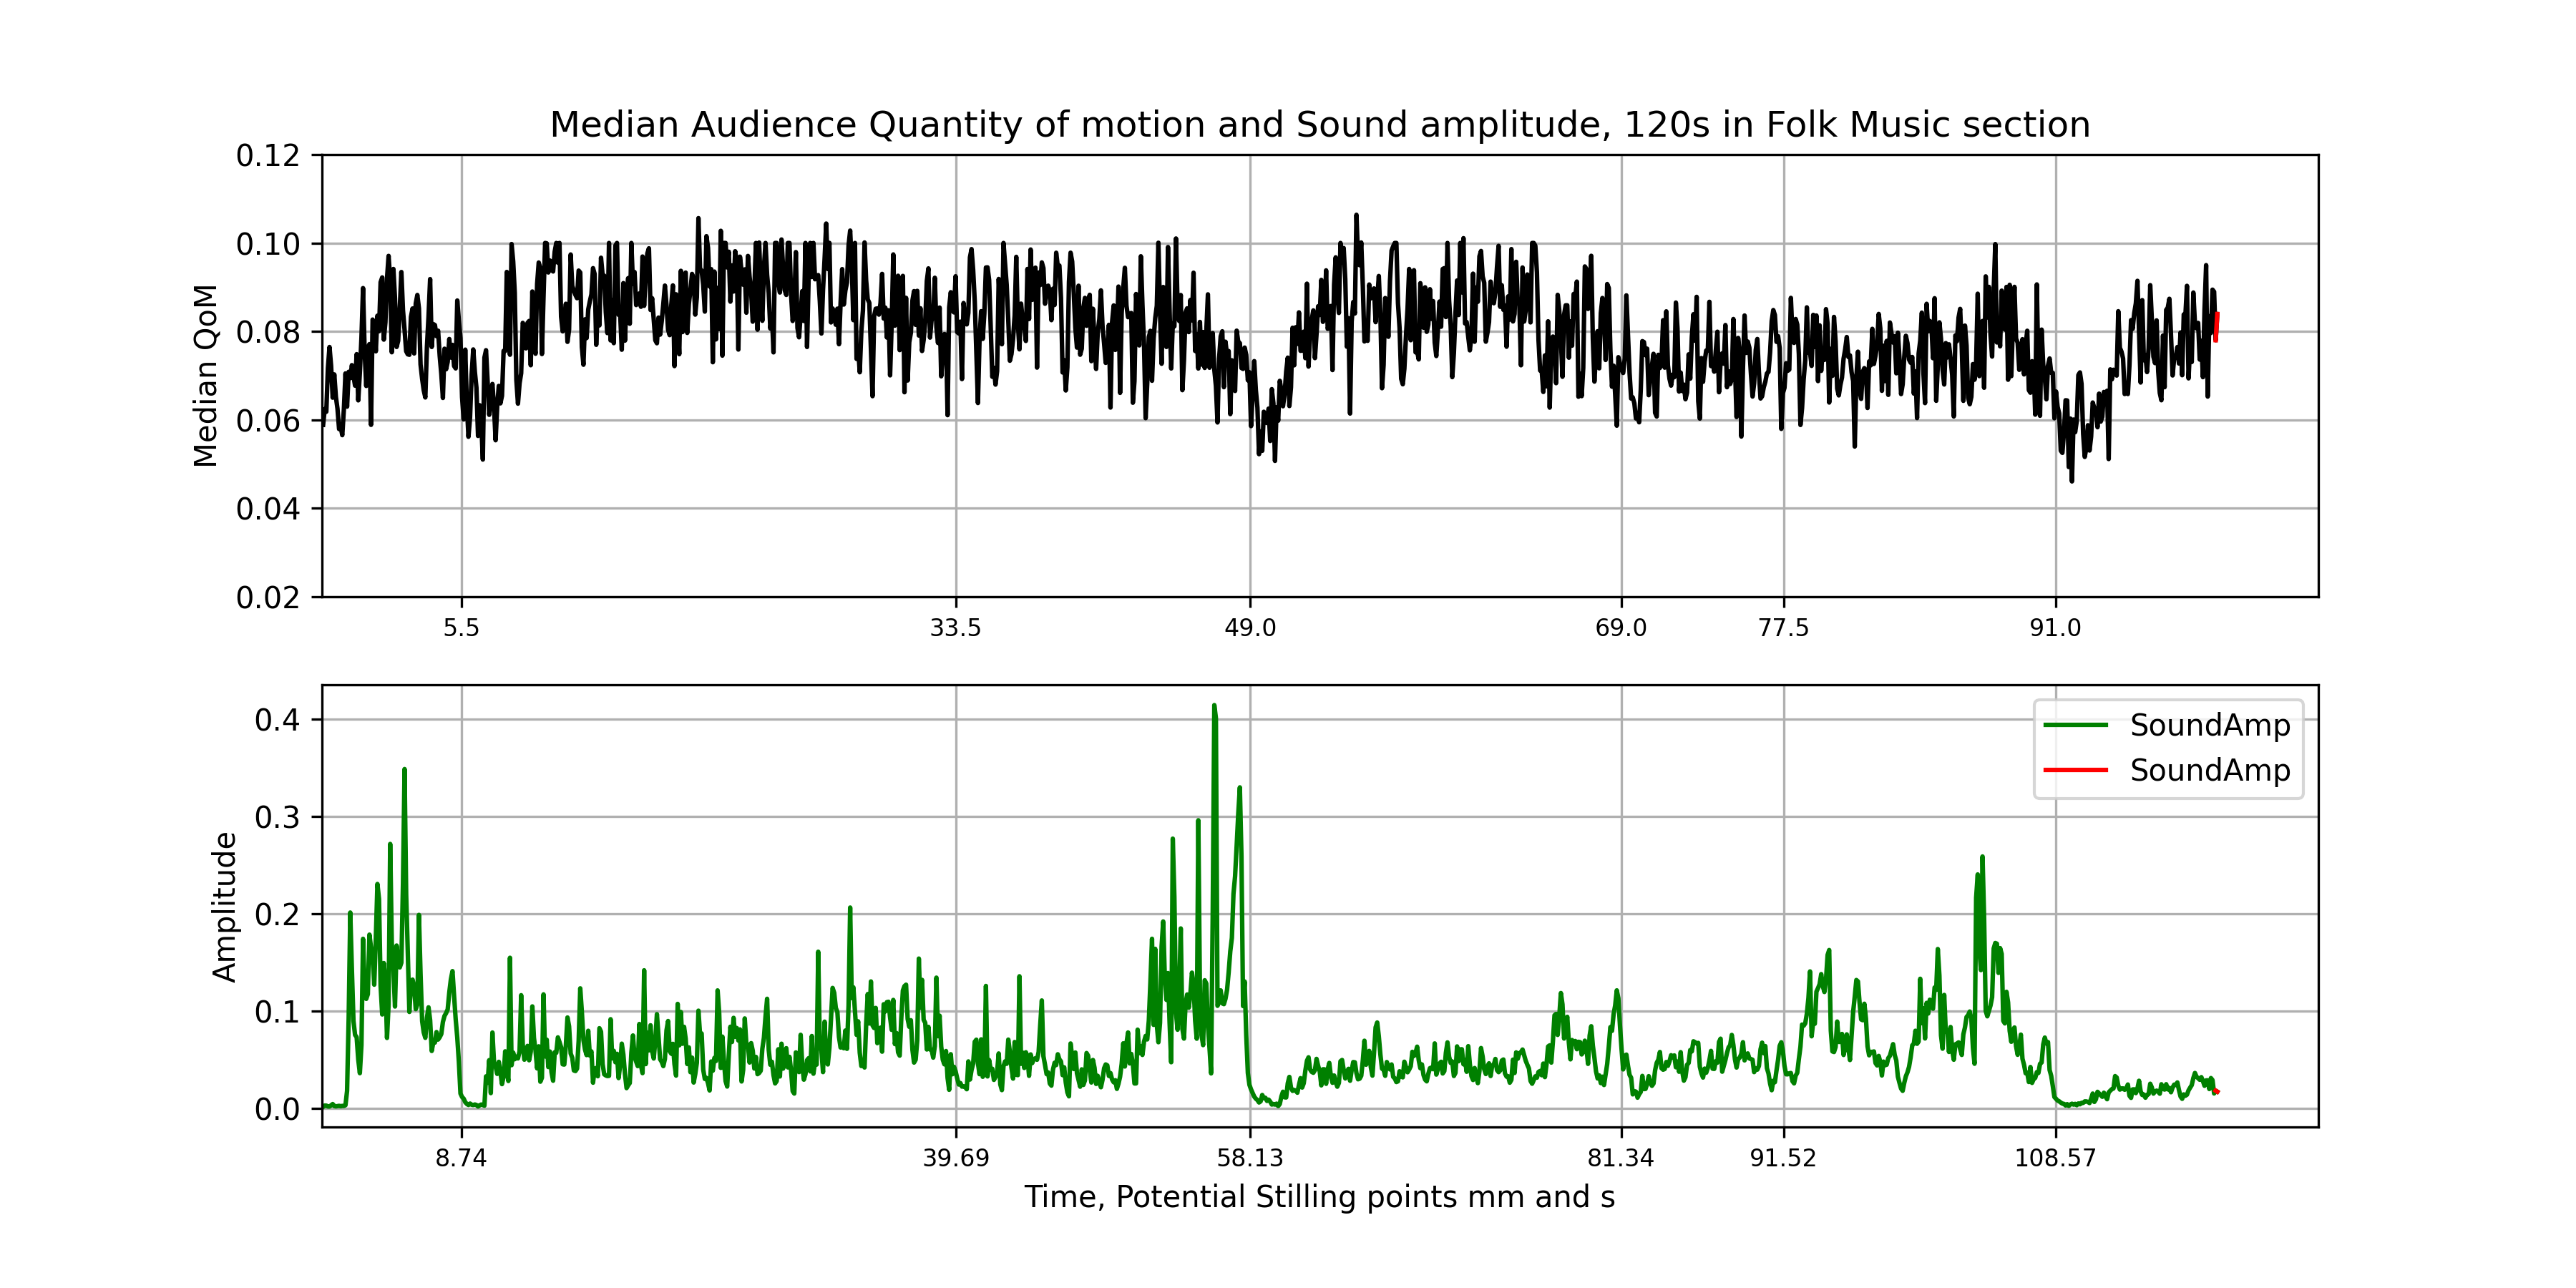 Median Audience Quantity of motion and Sound amplitude, 120s in Folk Music section
0.12
0.10
0.08
0.06
0.04
0.02
Median QoM
5.5 33.5 49.0 69.0 77.5 91.0
SoundAmp
SoundAmp
0.4
0.3
0.2
0.1
0.0
Amplitude
8.74 39.69 58.13 81.34 91.52 108.57
Time, Potential Stilling points mm and s